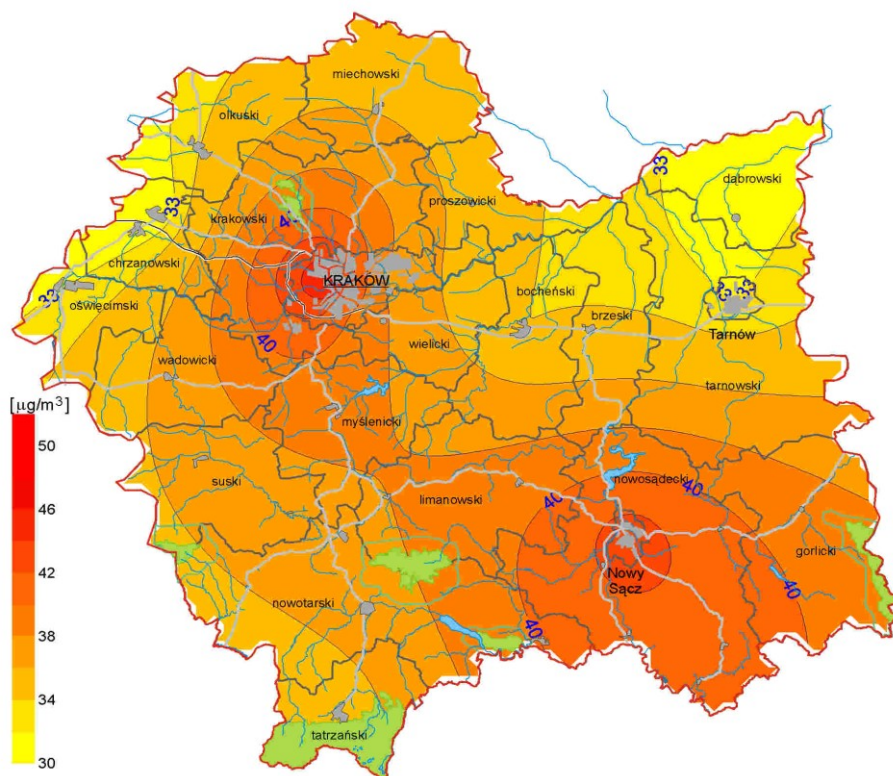 miechowski
olkuski
33
dąbrowski
33
krakowski
proszowicki
4
chrzanowski
KRAKÓW
bocheński
33
33
33
oświęcimski
brzeski
Tarnów
40
wielicki
wadowicki
tarnowski
[µg/m³]
myślenicki
50
suski
limanowski
nowosądecki
40
40
46
gorlicki
Nowy
Sącz
42
40
nowotarski
40
38
34
tatrzański
30